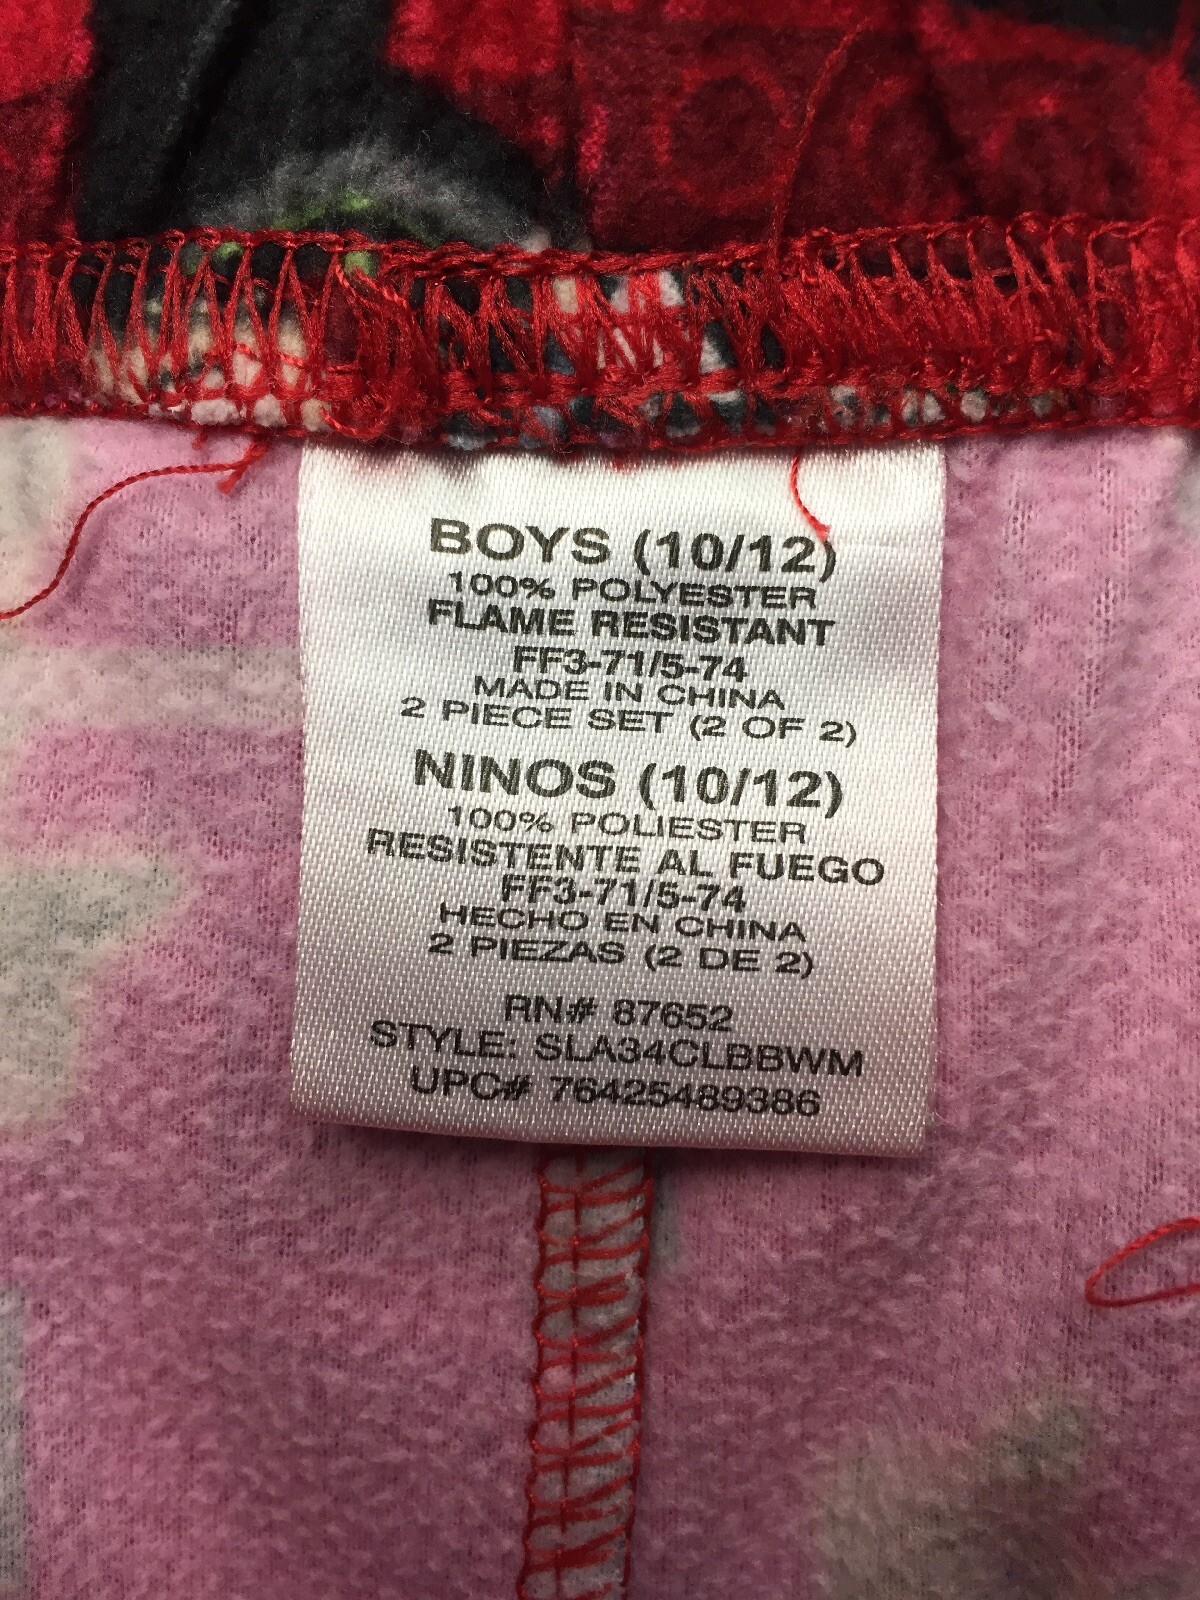 BOYS (10/12)
100% POLYESTER
FLAME RESISTANT
FF3-71/5-74
MADE IN CHINA
2 PIECE SET (2 OF 2)
NINOS (10/12)
100% POLIESTER
RESISTENTE AL FUEGO
FF3-71/5-74
HECHO EN CHINA
2 PIEZAS (2 DE 2)
RN# 87652
STYLE: SLA34CLBBWM
UPC# 76425489386